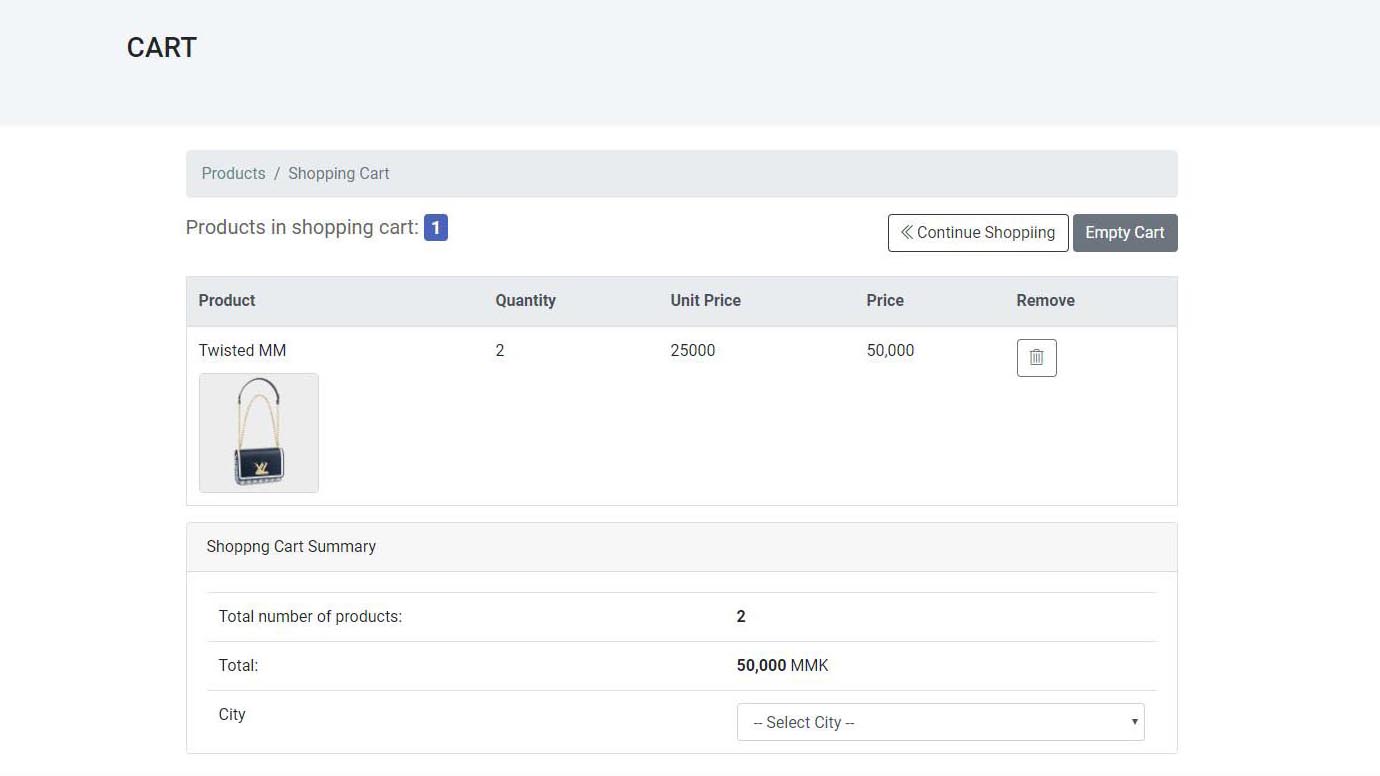 CART
Products / Shopping Cart
Products in shopping cart: 1
Continue Shoppiing
Empty Cart
Product Quantity Unit Price Price Remove
Twisted MM 2 25000 50,000
Shoppng Cart Summary
Total number of products: 2
Total: 50,000 MMK
City -- Select City --